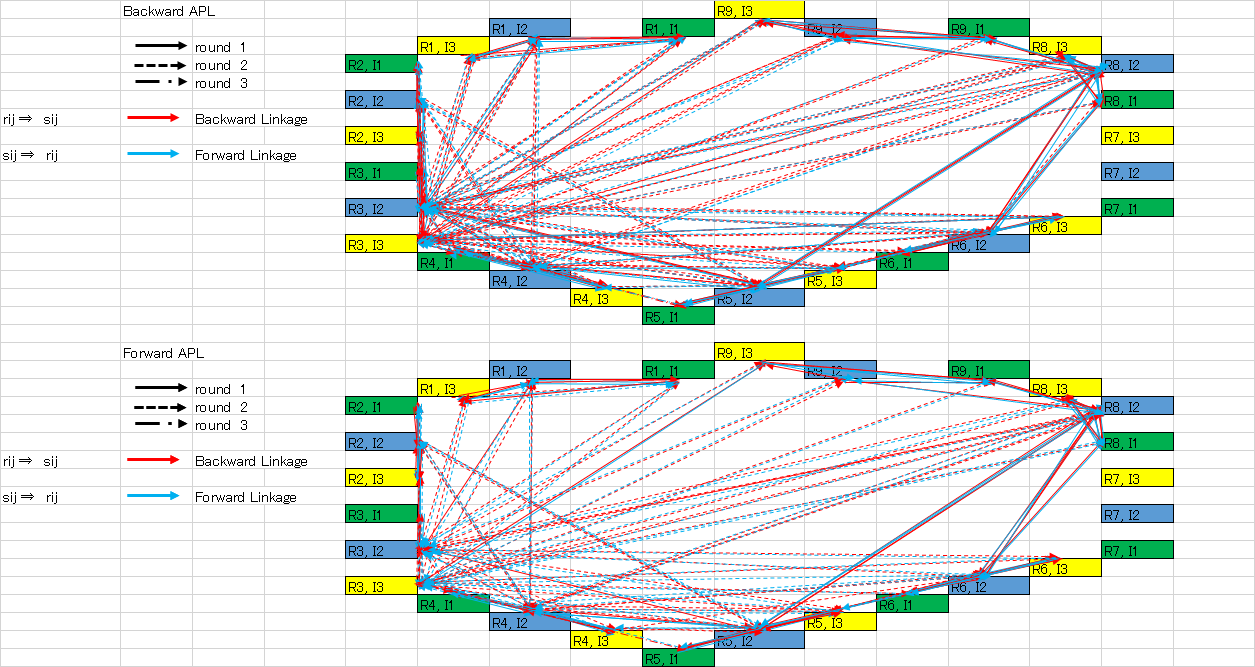 Backward APL
R9, I3
R1, I2
R1, I1
R9, I2
R9, I1
round 1
R1, I3
R8, I3
round 2
R2, I1
R8, I2
round 3
R2, I2
R8, I1
rij⇒ sij
Backward Linkage
R2, I3
R7, I3
sij⇒ rij
Forward Linkage
R3, I1
R7, I2
R3, I2
R7, I1
R6, I3
R3, I3
R6, I2
R4, I1
R6, I1
R4, I2
R5, I3
R4, I3
R5, I2
R5, I1
Forward APL
R9, I3
R1, I2
R1, I1
R9, I2
R9, I1
round 1
R1, I3
R8, I3
round 2
R2, I1
R8, I2
round 3
R2, I2
R8, I1
rij⇒ sij
Backward Linkage
R2, I3
R7, I3
sij⇒ rij
Forward Linkage
R3, I1
R7, I2
R3, I2
R7, I1
R6, I3
R3, I3
R6, I2
R4, I1
R6, I1
R4, I2
R5, I3
R4, I3
R5, I2
R5, I1